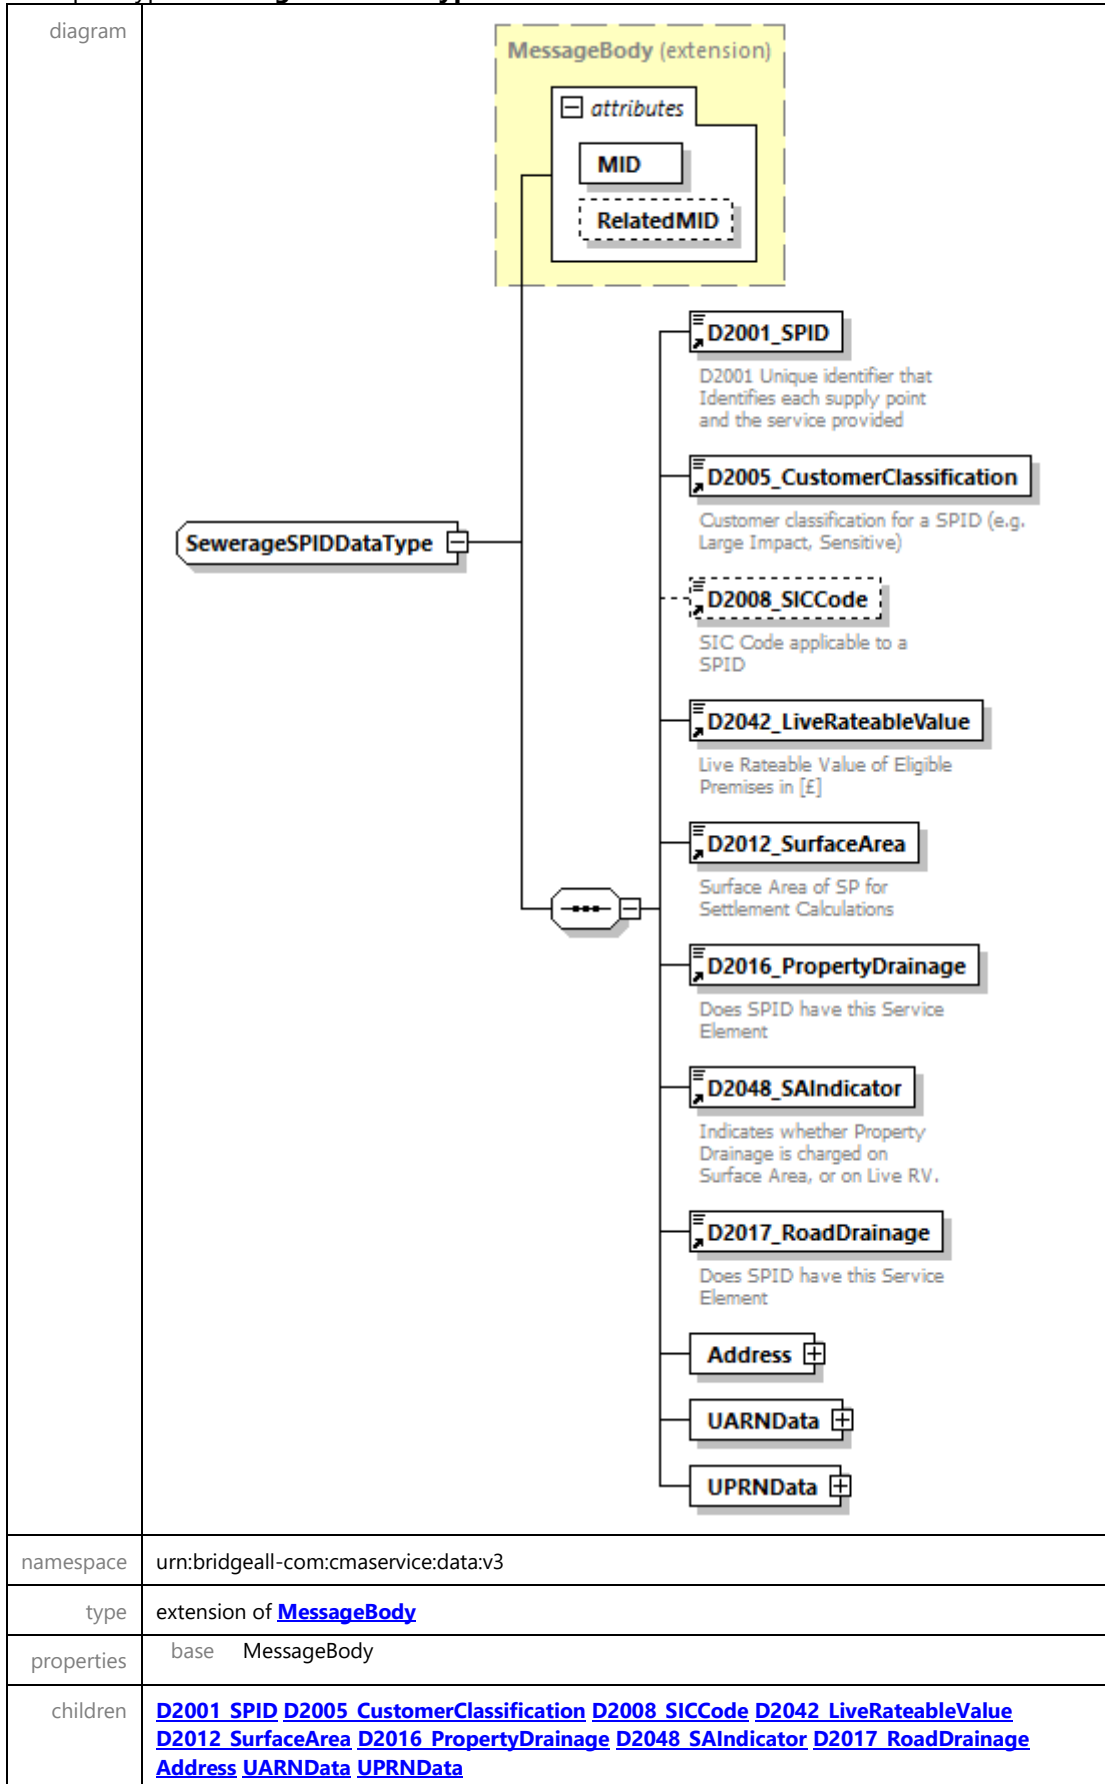 diagram
MessageBody (extension)
attributes
MID
RelatedMID
D2001_SPID
D2001 Unique identifier that
Identifies each supply point
and the service provided
D2005_CustomerClassification
Customer classification for a SPID (e.g.
Large Impact, Sensitive)
SewerageSPIDDataType
D2008_SICCode
SIC Code applicable to a
SPID
D2042_LiveRateableValue
Live Rateable Value of Eligible
Premises in [£]
D2012_SurfaceArea
Surface Area of SP for
Settlement Calculations
D2016_PropertyDrainage
Does SPID have this Service
Element
D2048_SAIndicator
Indicates whether Property
Drainage is charged on
Surface Area, or on Live RV.
D2017_RoadDrainage
Does SPID have this Service
Element
Address
UARNData
UPRNData
namespace urn:bridgeall-com:cmaservice:data:v3
type extension of MessageBody
properties base MessageBody
children D2001_SPID D2005_CustomerClassification D2008_SICCode D2042_LiveRateableValue
D2012_SurfaceArea D2016_PropertyDrainage D2048_SAIndicator D2017_RoadDrainage
Address UARNData UPRNData